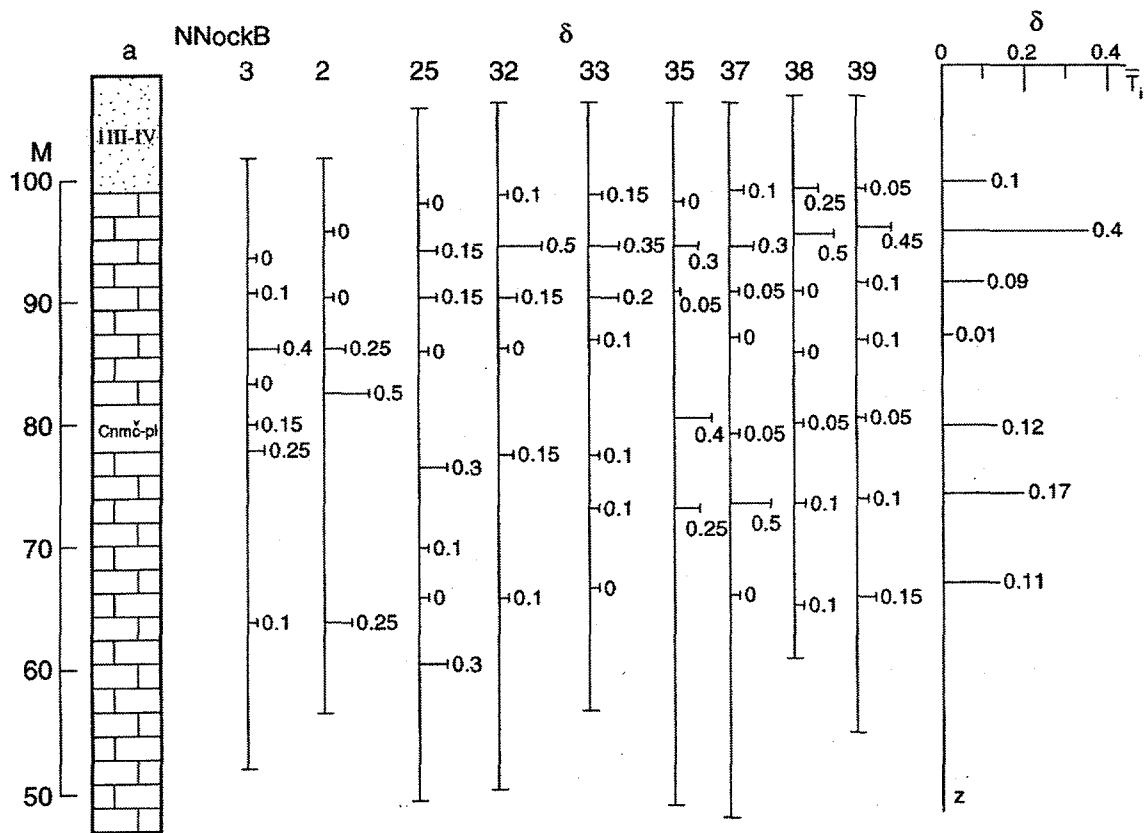 NNockB δ δ
a 3 2 25 32 33 35 37 38 39 0 0.2 0.4 T̄i
I III-IV
M
100 0 0.1 0.15 0 0.1 0.25 0.05 0.1
0 0 0.15 0.5 0.35 0.3 0.3 0.5 0.45 0.4
90 0.1 0 0.15 0.15 0.2 0.05 0.05 0 0.1 0.09
0.4 0.25 0 0 0.1 0 0 0.1 0.01
0 0.5
80 Cnmč-pl 0.15 0.4 0.05 0.05 0.05 0.12
0.25 0.3 0.15 0.1
0.1 0.25 0.5 0.1 0.1 0.17
70 0.1
0 0.1 0 0 0.1 0.15 0.11
0.1 0.25
60 0.3
50 z